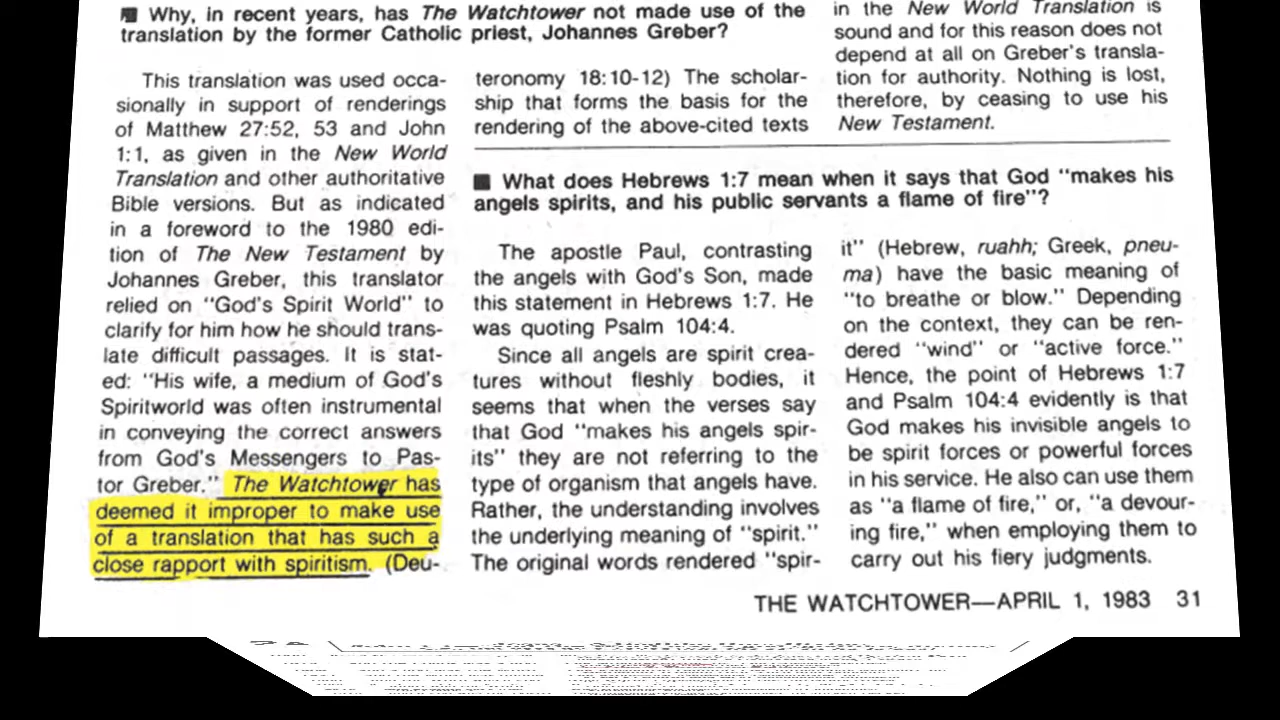 ■ Why, in recent years, has The Watchtower not made use of the
translation by the former Catholic priest, Johannes Greber?
This translation was used occa-
sionally in support of renderings
of Matthew 27:52, 53 and John
1:1, as given in the New World
Translation and other authoritative
Bible versions. But as indicated
in a foreword to the 1980 edi-
tion of The New Testament by
Johannes Greber, this translator
relied on "God's Spirit World" to
clarify for him how he should trans-
late difficult passages. It is stat-
ed: "His wife, a medium of God's
Spiritworld was often instrumental
in conveying the correct answers
from God's Messengers to Pas-
tor Greber." The Watchtower has
deemed it improper to make use
of a translation that has such a
close rapport with spiritism. (Deu-
teronomy 18:10-12) The scholar-
ship that forms the basis for the
rendering of the above-cited texts
in the New World Translation is
sound and for this reason does not
depend at all on Greber's transla-
tion for authority. Nothing is lost,
therefore, by ceasing to use his
New Testament.
■ What does Hebrews 1:7 mean when it says that God "makes his
angels spirits, and his public servants a flame of fire"?
The apostle Paul, contrasting
the angels with God's Son, made
this statement in Hebrews 1:7. He
was quoting Psalm 104:4.
Since all angels are spirit crea-
tures without fleshly bodies, it
seems that when the verses say
that God "makes his angels spir-
its" they are not referring to the
type of organism that angels have.
Rather, the understanding involves
the underlying meaning of "spirit."
The original words rendered "spir-
it" (Hebrew, ruahh; Greek, pneu-
ma) have the basic meaning of
"to breathe or blow." Depending
on the context, they can be ren-
dered "wind" or "active force."
Hence, the point of Hebrews 1:7
and Psalm 104:4 evidently is that
God makes his invisible angels to
be spirit forces or powerful forces
in his service. He also can use them
as "a flame of fire," or, "a devour-
ing fire," when employing them to
carry out his fiery judgments.
THE WATCHTOWER—APRIL 1, 1983 31